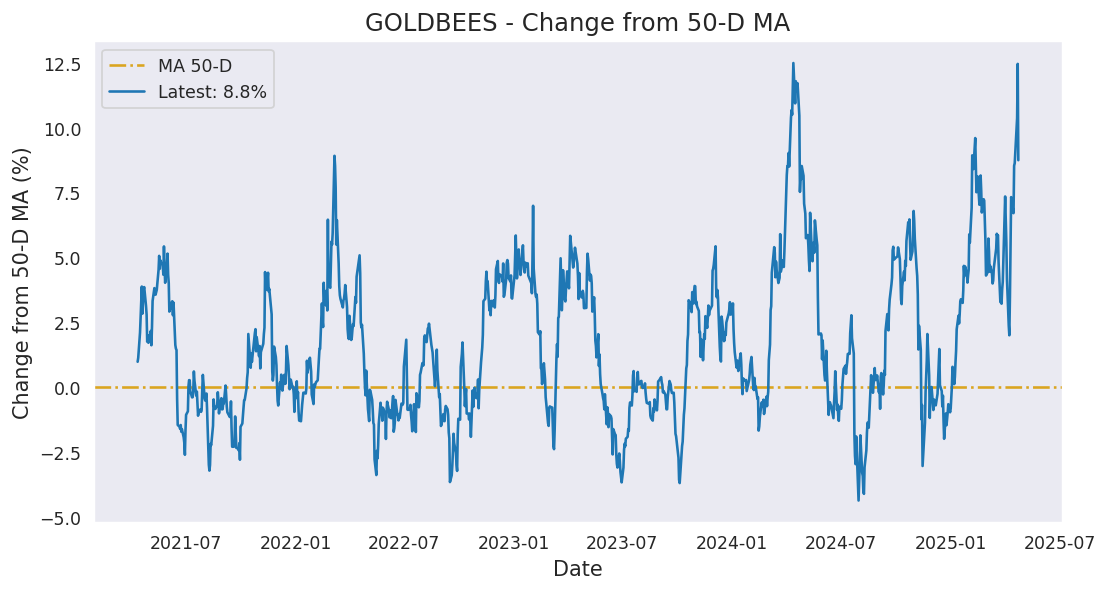 GOLDBEES - Change from 50-D MA
MA 50-D
Latest: 8.8%
Change from 50-D MA (%)
12.5
10.0
7.5
5.0
2.5
0.0
−2.5
−5.0
2021-07 2022-01 2022-07 2023-01 2023-07 2024-01 2024-07 2025-01 2025-07
Date